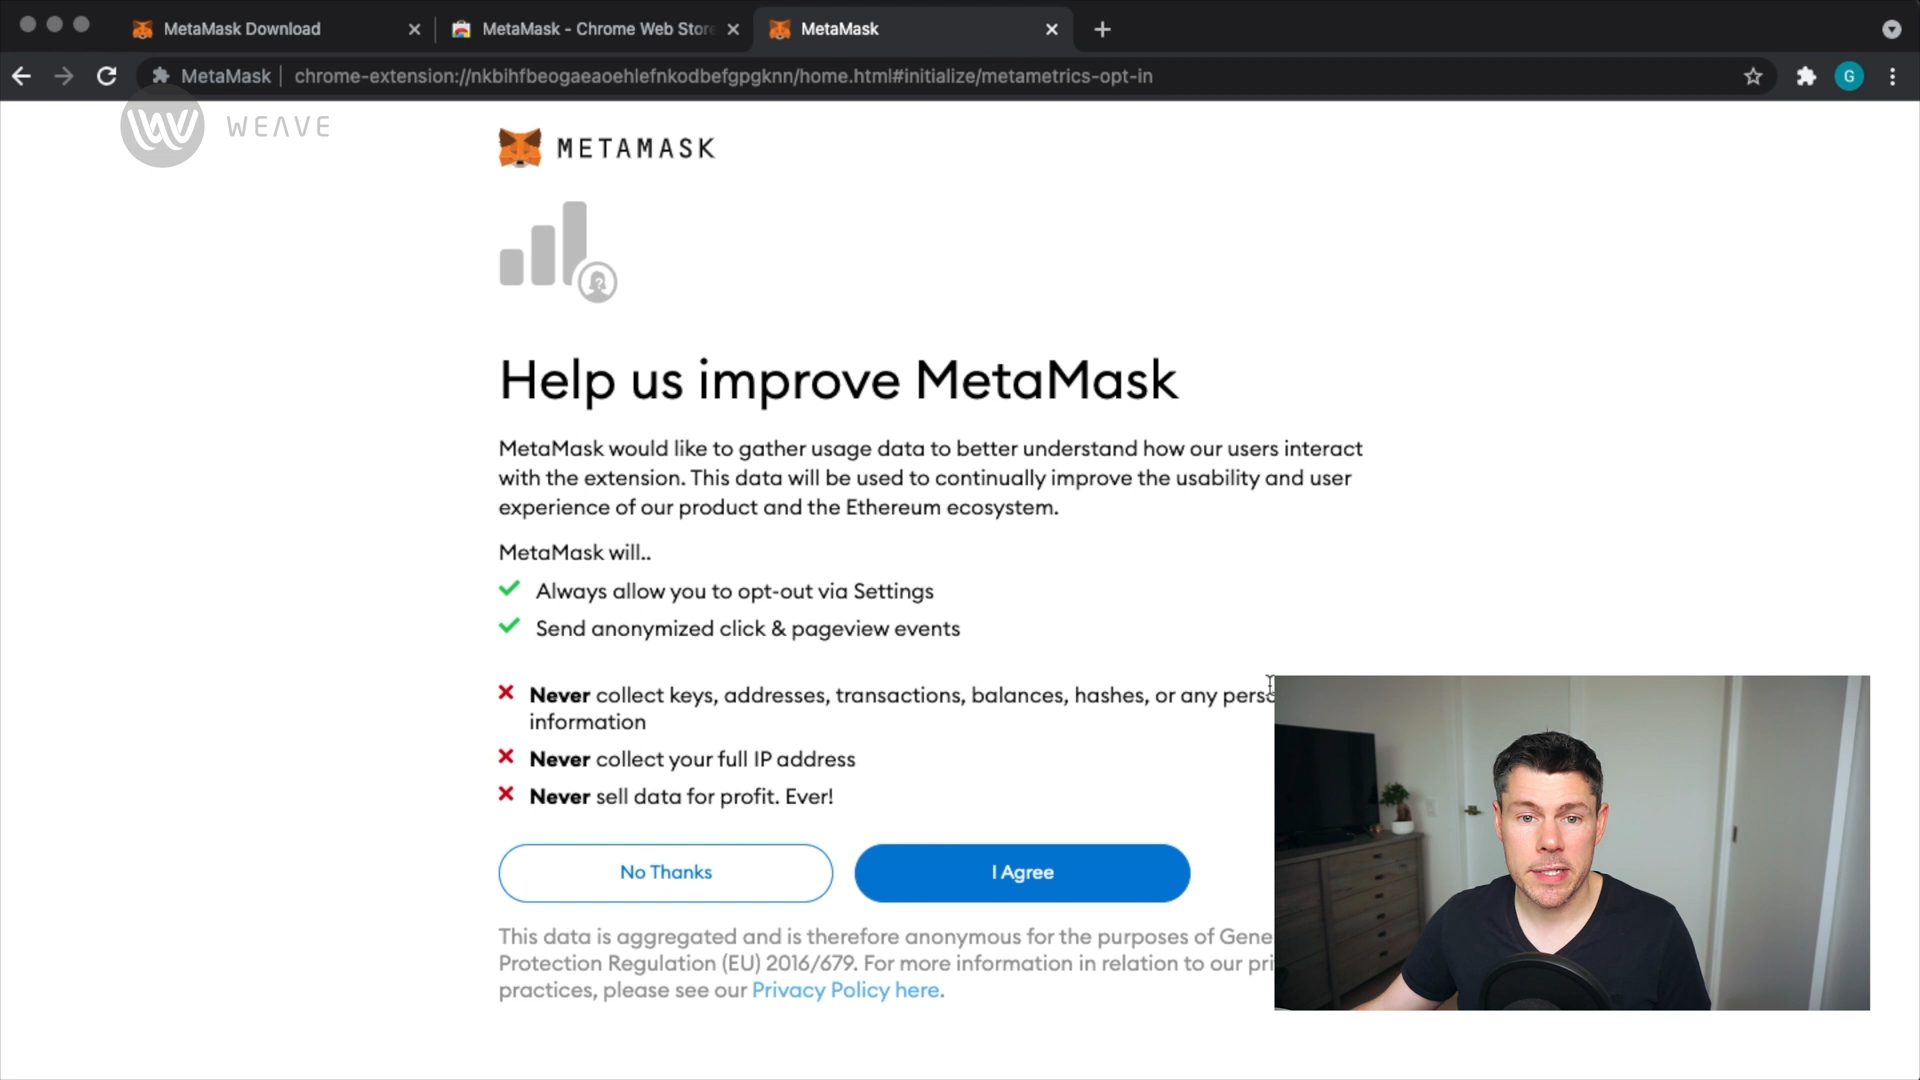 MetaMask Download
MetaMask - Chrome Web Store
MetaMask
MetaMask
chrome-extension://nkbihfbeogaeaoehlefnkodbefgpgknn/home.html#initialize/metametrics-opt-in
G
WEAVE
METAMASK
Help us improve MetaMask
MetaMask would like to gather usage data to better understand how our users interact
with the extension. This data will be used to continually improve the usability and user
experience of our product and the Ethereum ecosystem.
MetaMask will..
Always allow you to opt-out via Settings
Send anonymized click & pageview events
Never collect keys, addresses, transactions, balances, hashes, or any perso
information
Never collect your full IP address
Never sell data for profit. Ever!
No Thanks
I Agree
This data is aggregated and is therefore anonymous for the purposes of Gene
Protection Regulation (EU) 2016/679. For more information in relation to our pri
practices, please see our Privacy Policy here.